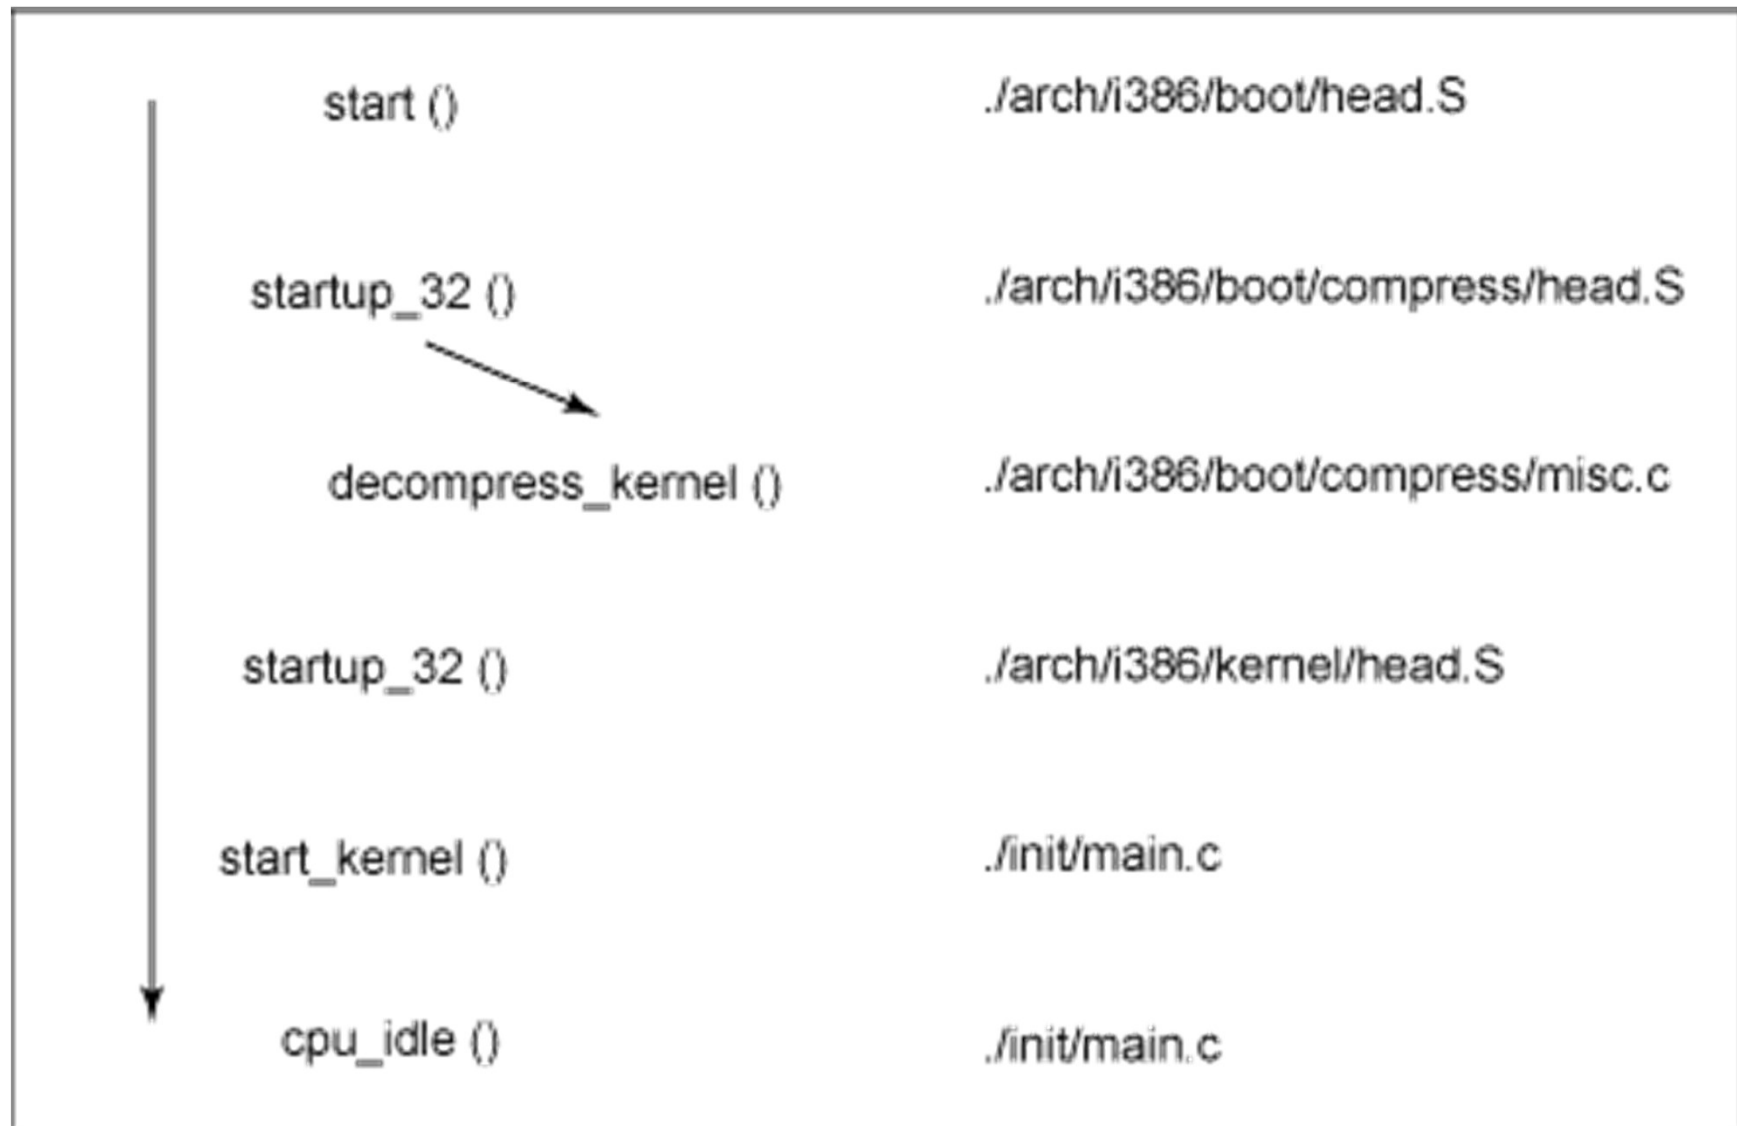 start () ./arch/i386/boot/head.S
startup_32 () ./arch/i386/boot/compress/head.S
decompress_kernel () ./arch/i386/boot/compress/misc.c
startup_32 () ./arch/i386/kernel/head.S
start_kernel () ./init/main.c
cpu_idle () ./init/main.c